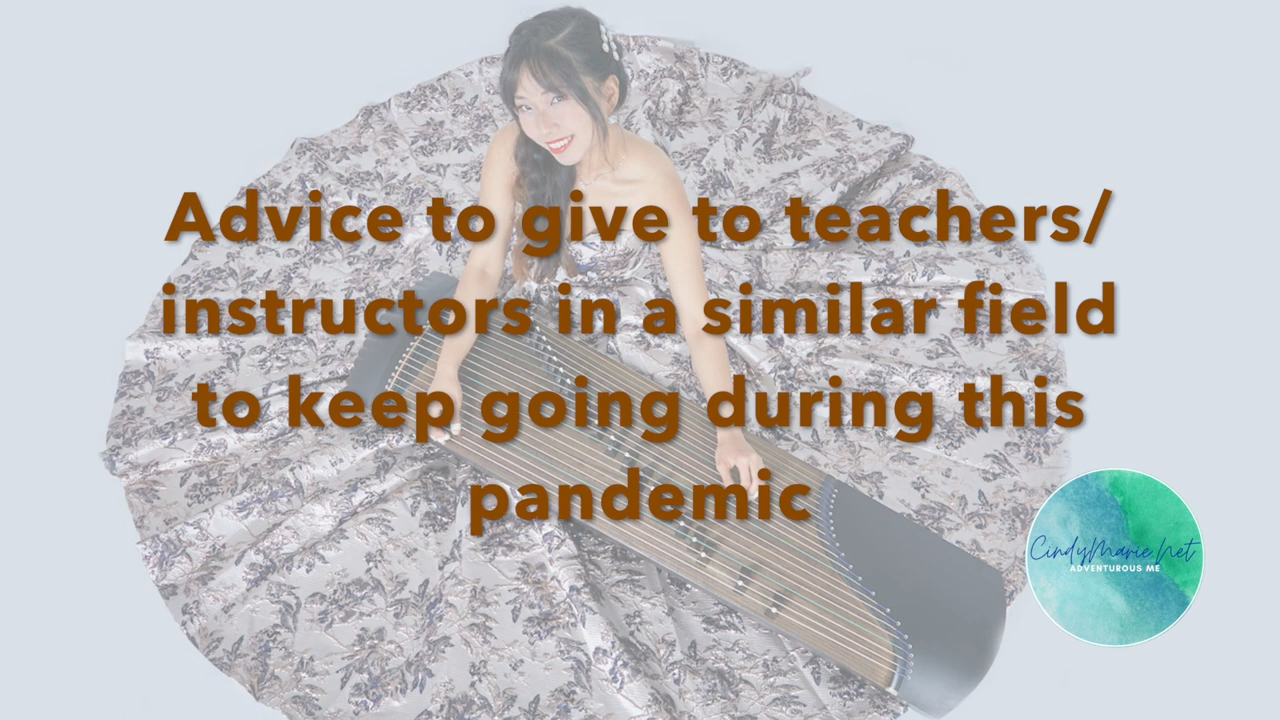 Advice to give to teachers/
instructors in a similar field
to keep going during this
pandemic
CindyMarie.Net
ADVENTUROUS ME